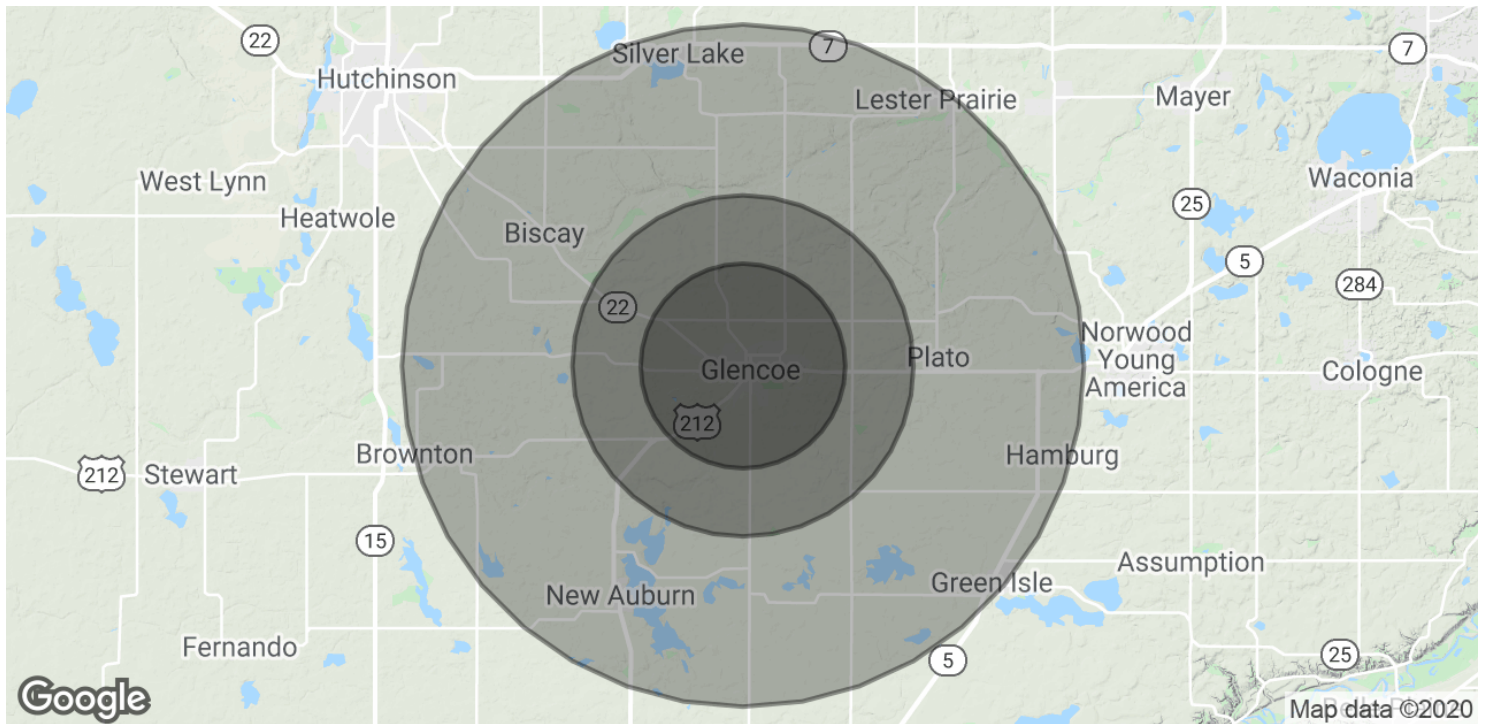 22
Silver Lake
7
7
Hutchinson
Lester Prairie
Mayer
West Lynn
Waconia
25
Heatwole
Biscay
5
284
22
Norwood
Young
America
Plato
Glencoe
Cologne
212
Brownton
Hamburg
212
Stewart
15
Assumption
Green Isle
New Auburn
Fernando
5
25
Google
Map data ©2020